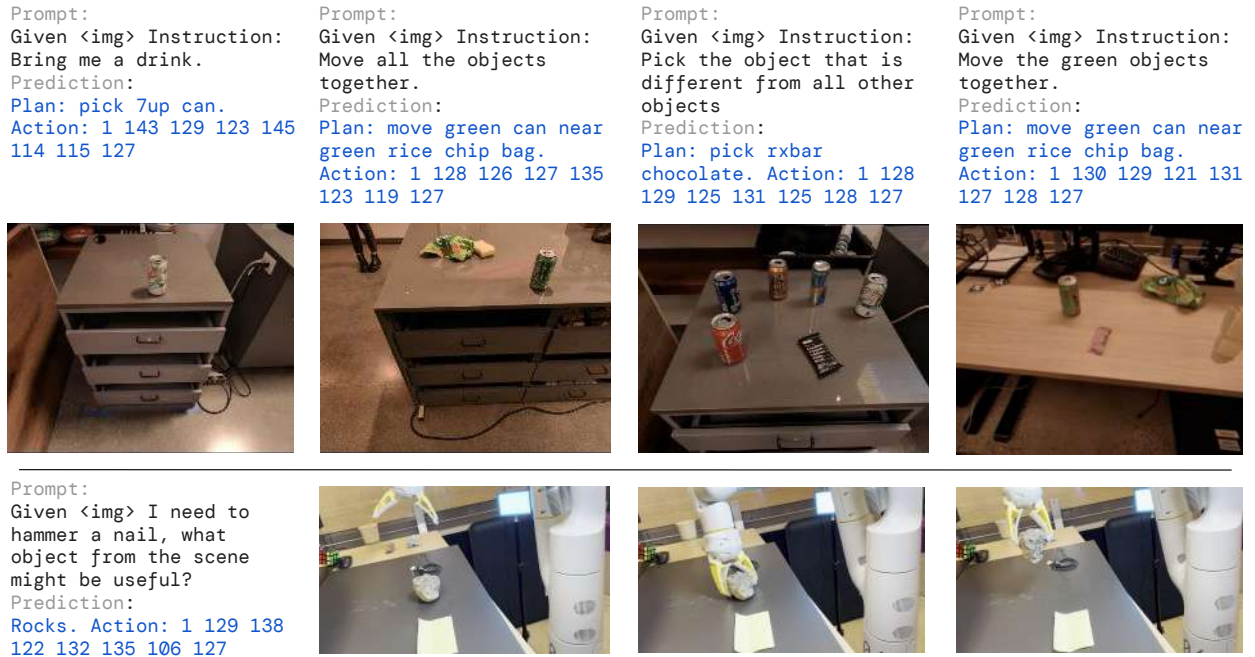 Prompt:
Given <img> Instruction:
Bring me a drink.
Prediction:
Plan: pick 7up can.
Action: 1 143 129 123 145
114 115 127
Prompt:
Given <img> Instruction:
Move all the objects
together.
Prediction:
Plan: move green can near
green rice chip bag.
Action: 1 128 126 127 135
123 119 127
Prompt:
Given <img> Instruction:
Pick the object that is
different from all other
objects
Prediction:
Plan: pick rxbar
chocolate. Action: 1 128
129 125 131 125 128 127
Prompt:
Given <img> Instruction:
Move the green objects
together.
Prediction:
Plan: move green can near
green rice chip bag.
Action: 1 130 129 121 131
127 128 127
Prompt:
Given <img> I need to
hammer a nail, what
object from the scene
might be useful?
Prediction:
Rocks. Action: 1 129 138
122 132 135 106 127